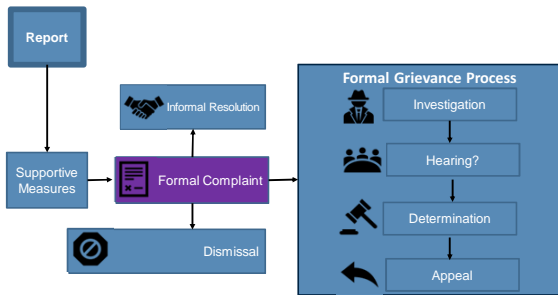 Report
Formal Grievance Process
Informal Resolution
Investigation
Hearing?
Supportive
Measures
Formal Complaint
Determination
Dismissal
Appeal